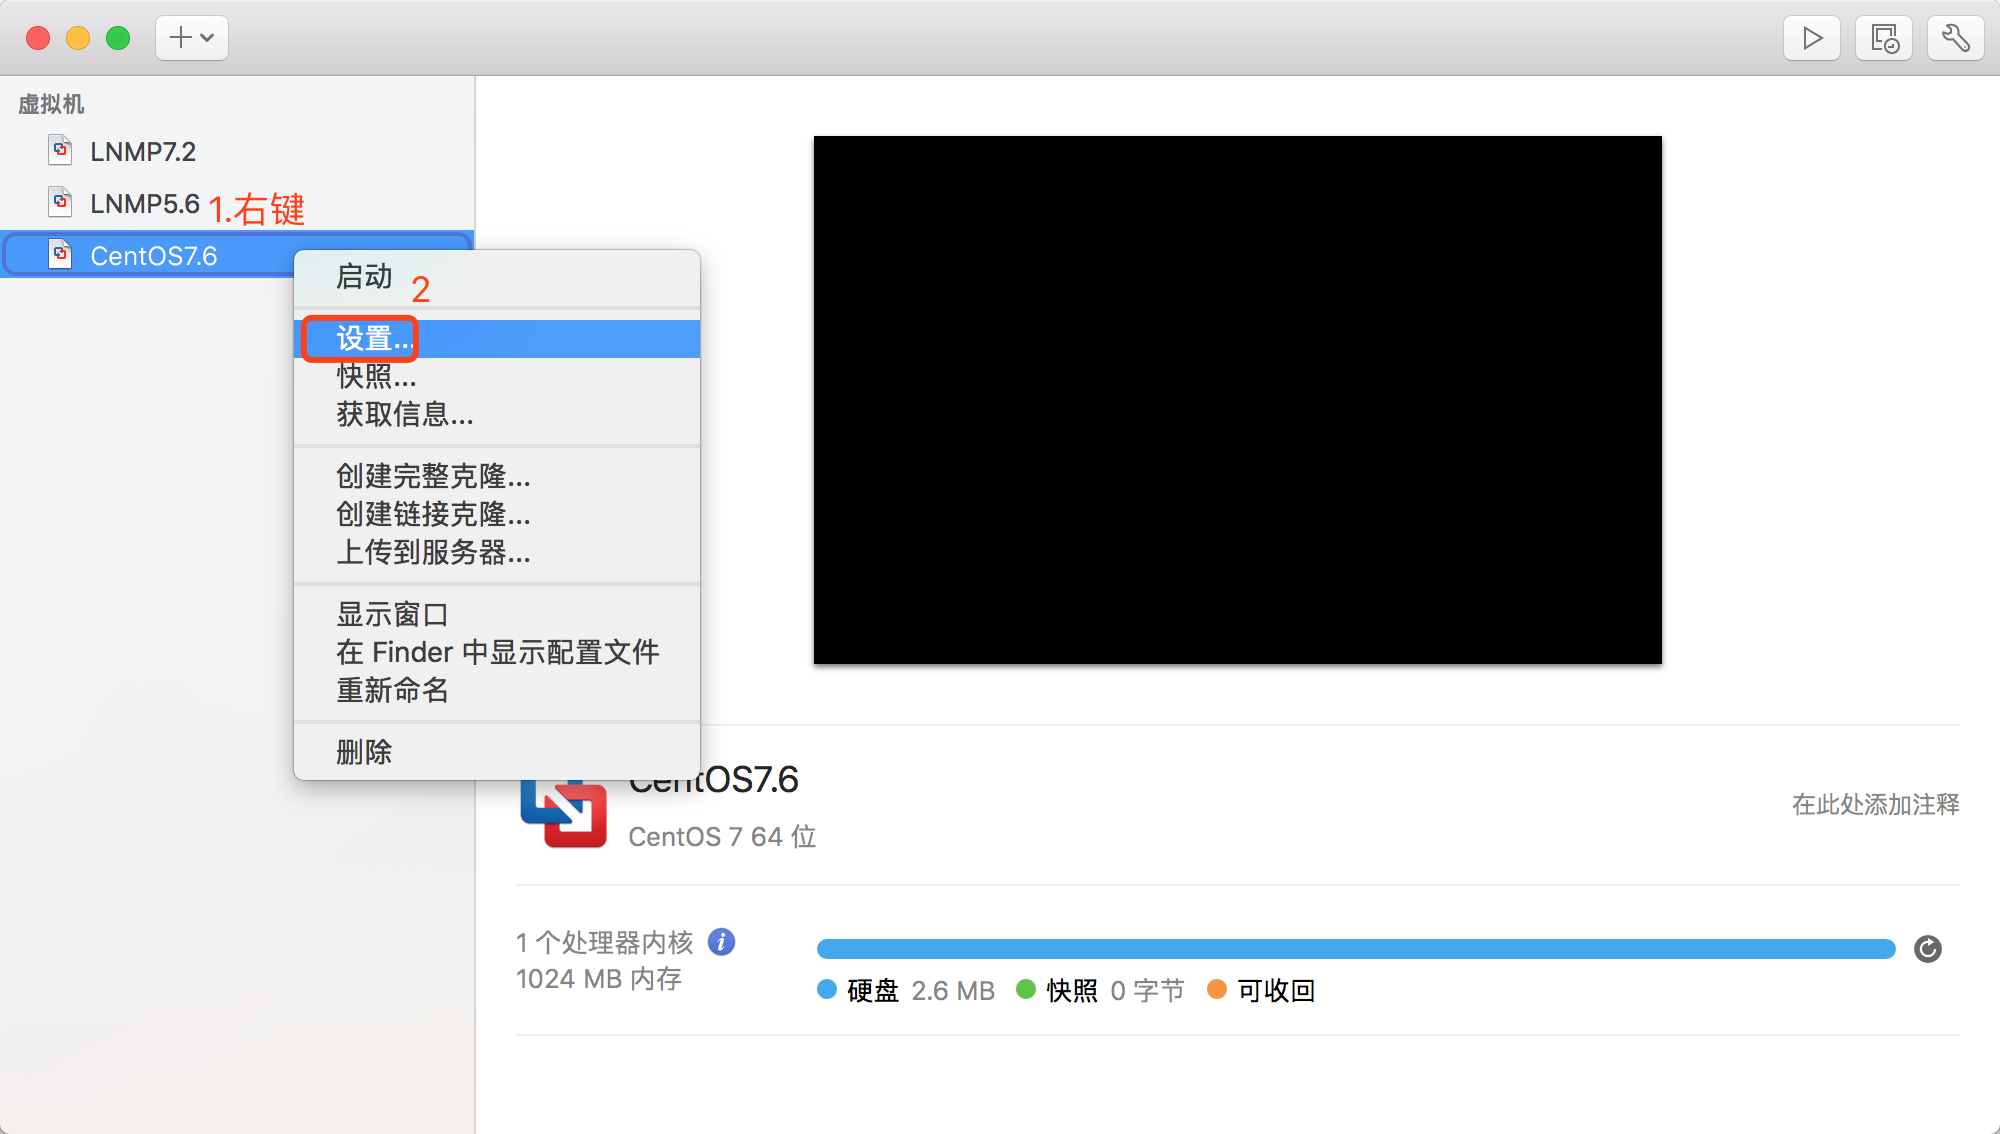 虚拟机
LNMP7.2
LNMP5.6
1.右键
CentOS7.6
启动
2
设置...
快照...
获取信息...
创建完整克隆...
创建链接克隆...
上传到服务器...
显示窗口
在 Finder 中显示配置文件
重新命名
删除
CentOS7.6
CentOS 7 64 位
在此处添加注释
1 个处理器内核
1024 MB 内存
硬盘 2.6 MB 快照 0 字节 可收回